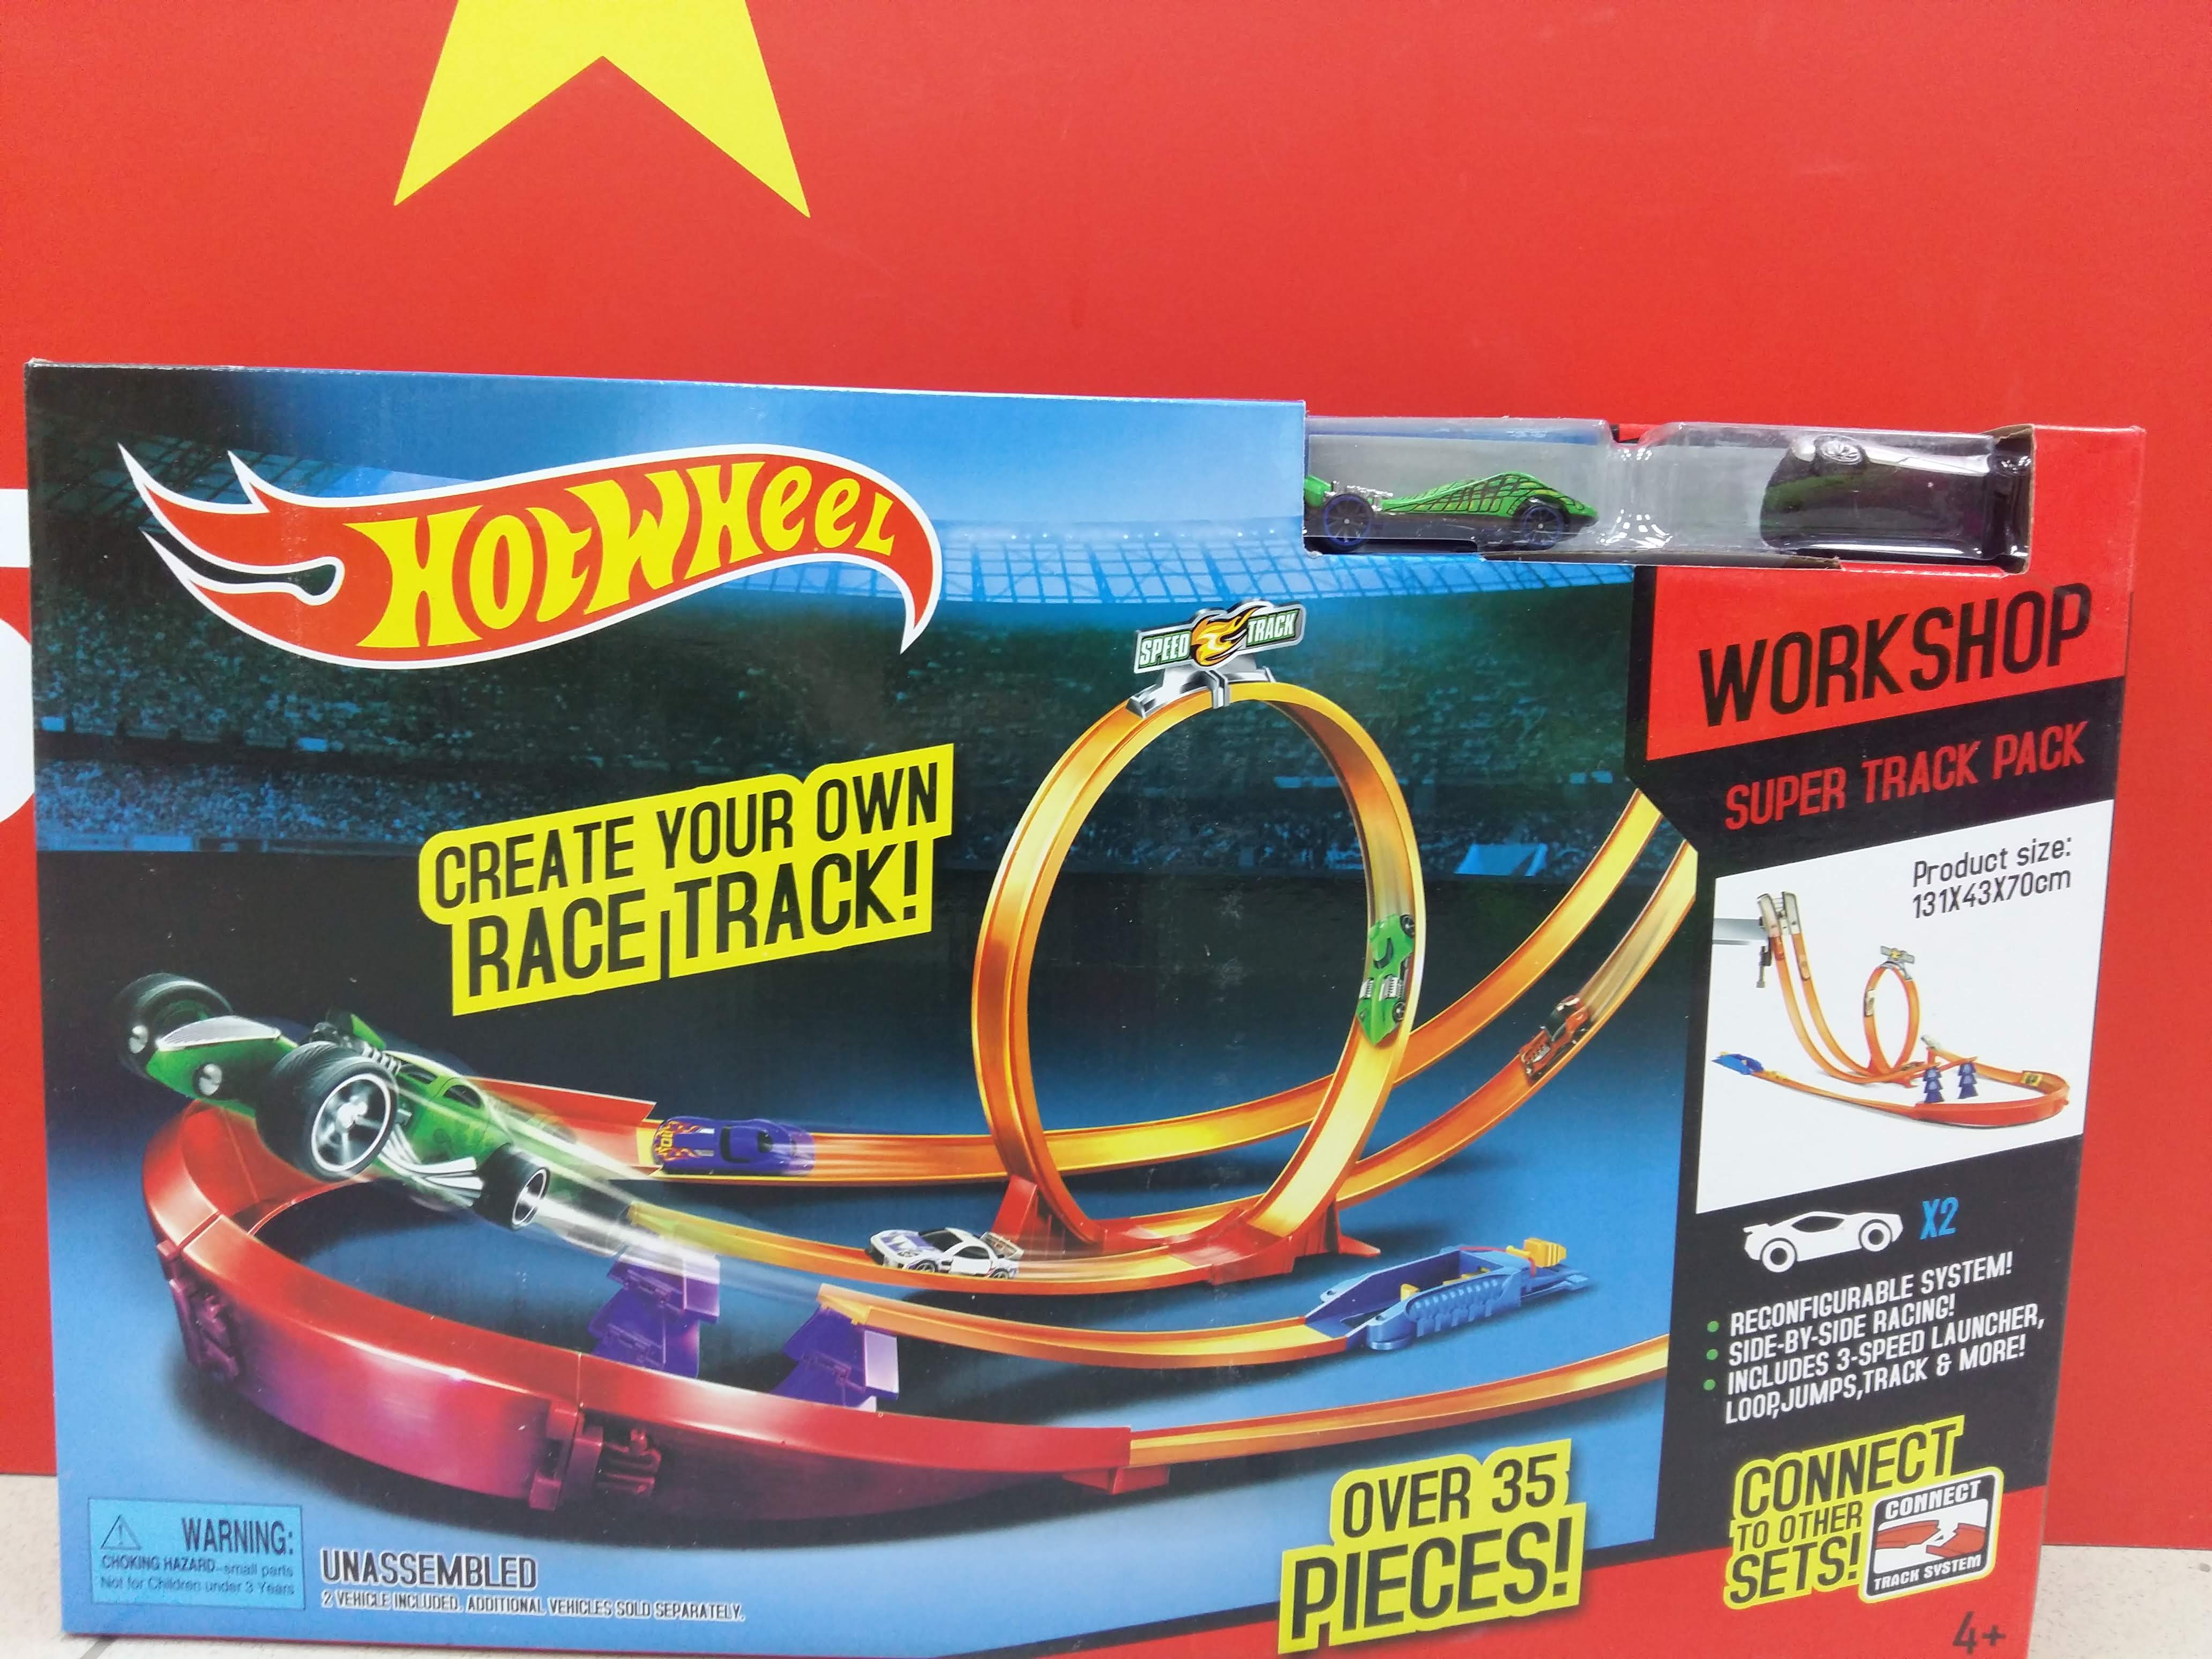 HOT WHEEL
SPEED TRACK
CREATE YOUR OWN
RACE TRACK!
WORKSHOP
SUPER TRACK PACK
Product size:
131X43X70cm
X2
• RECONFIGURABLE SYSTEM!
• SIDE-BY-SIDE RACING!
• INCLUDES 3-SPEED LAUNCHER,
LOOP,JUMPS,TRACK & MORE!
CONNECT
TO OTHER
SETS!
CONNECT
TRACK SYSTEM
4+
OVER 35
PIECES!
WARNING:
CHOKING HAZARD-small parts
Not for Children under 3 Years
UNASSEMBLED
2 VEHICLE INCLUDED. ADDITIONAL VEHICLES SOLD SEPARATELY.